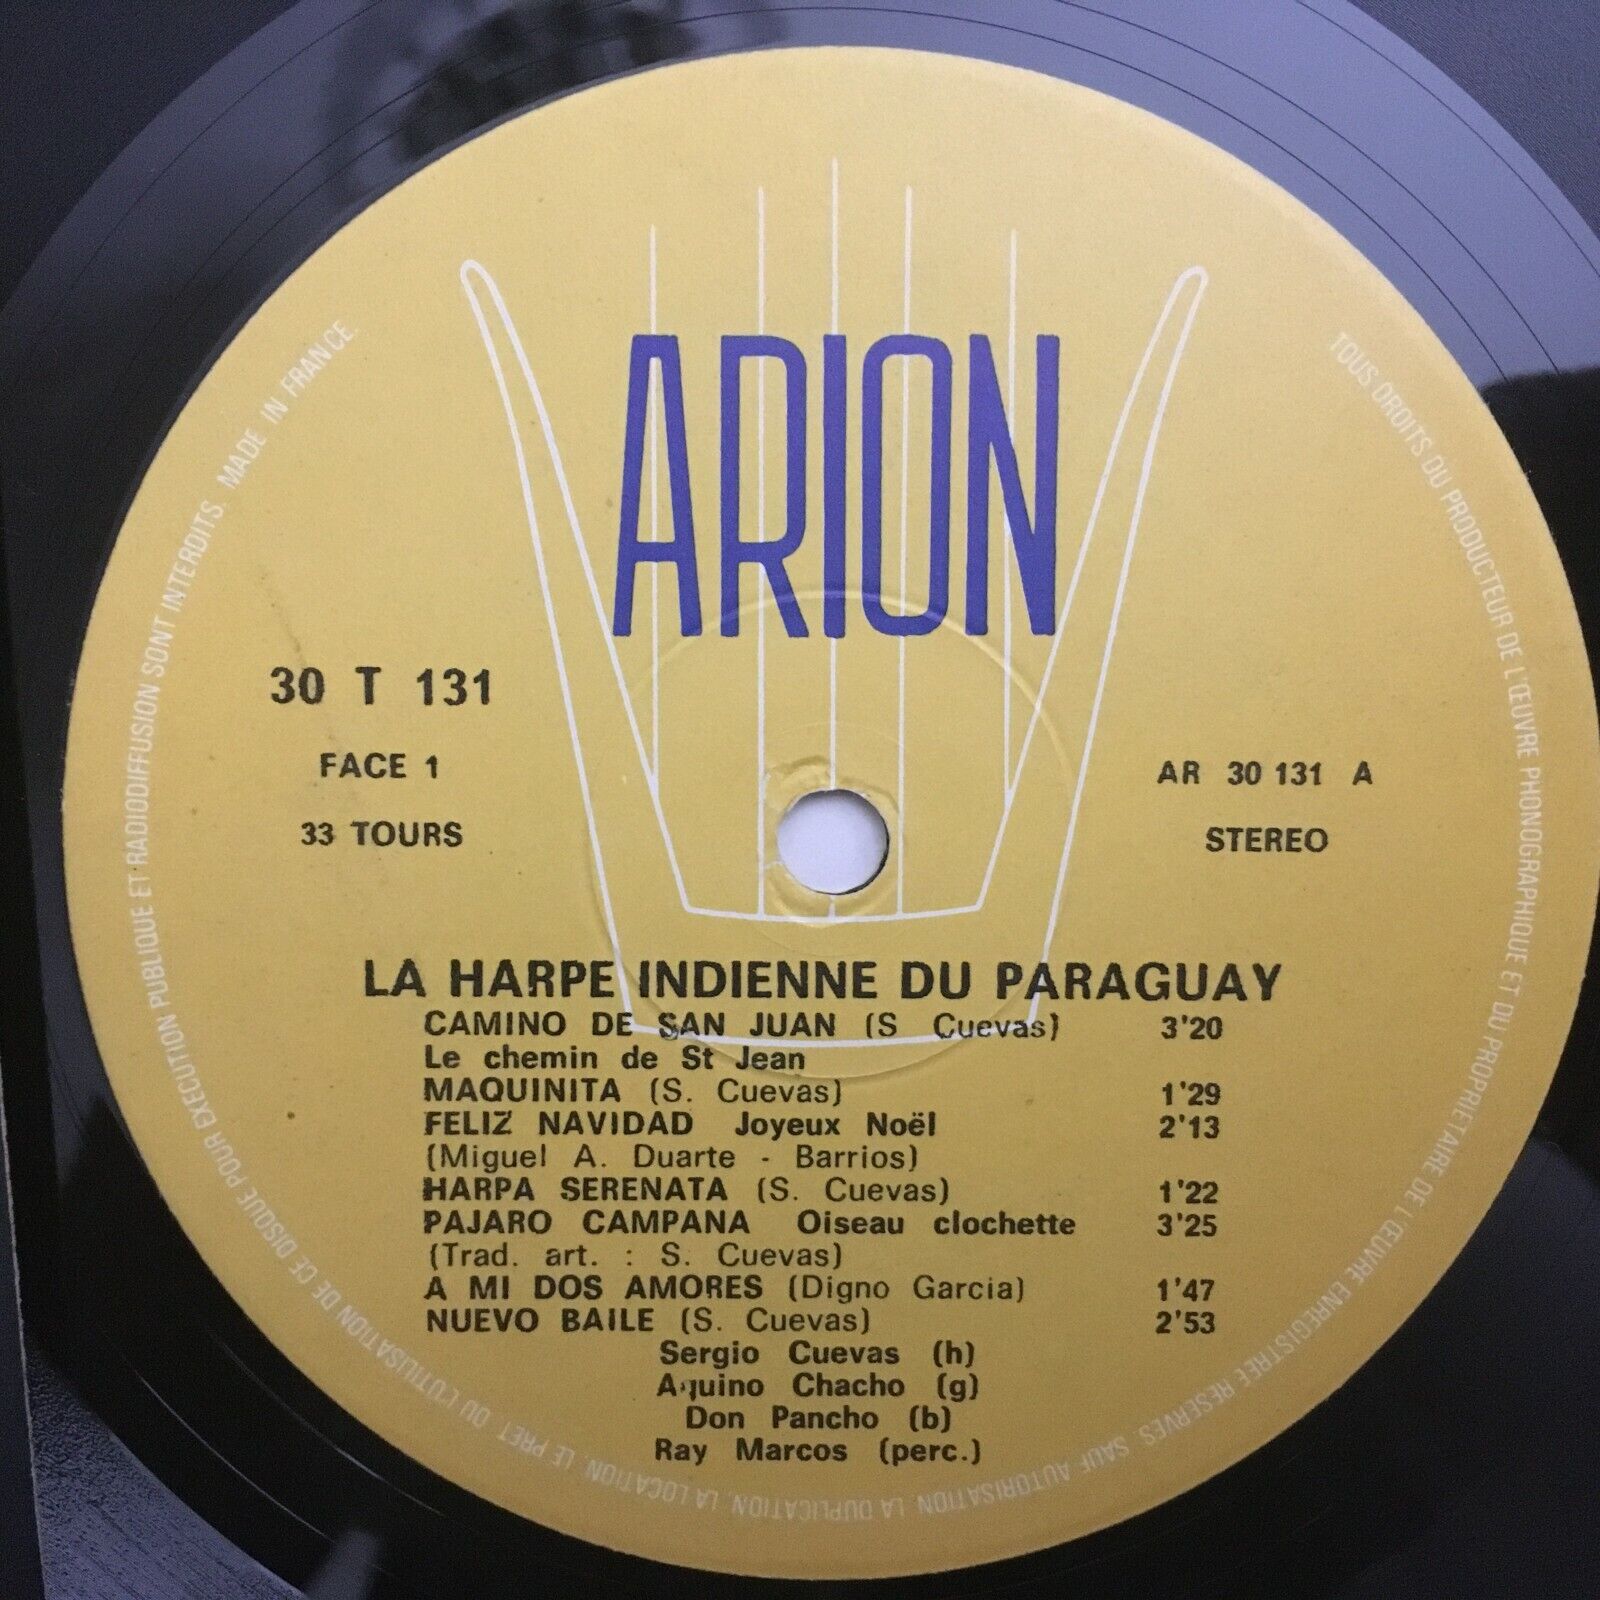 ARION
30 T 131
FACE 1
33 TOURS
AR 30 131 A
STEREO
LA HARPE INDIENNE DU PARAGUAY
CAMINO DE SAN JUAN (S Cuevas) 3'20
Le chemin de St Jean
MAQUINITA (S. Cuevas) 1'29
FELIZ NAVIDAD Joyeux Noël 2'13
(Miguel A. Duarte - Barrios)
HARPA SERENATA (S. Cuevas) 1'22
PAJARO CAMPANA Oiseau clochette 3'25
(Trad. art. : S. Cuevas)
A MI DOS AMORES (Digno Garcia) 1'47
NUEVO BAILE (S. Cuevas) 2'53
Sergio Cuevas (h)
Aquino Chacho (g)
Don Pancho (b)
Ray Marcos (perc.)
TOUS DROITS DU PRODUCTEUR DE L'ŒUVRE PHONOGRAPHIQUE ET DU PROPRIETAIRE DE L'ŒUVRE ENREGISTREE RESERVES. SAUF AUTORISATION. LA DUPLICATION. LA LOCATION. LE PRET. OU L'UTILISATION DE CE DISQUE POUR EXECUTION PUBLIQUE ET RADIODIFFUSION SONT INTERDITS. MADE IN FRANCE.